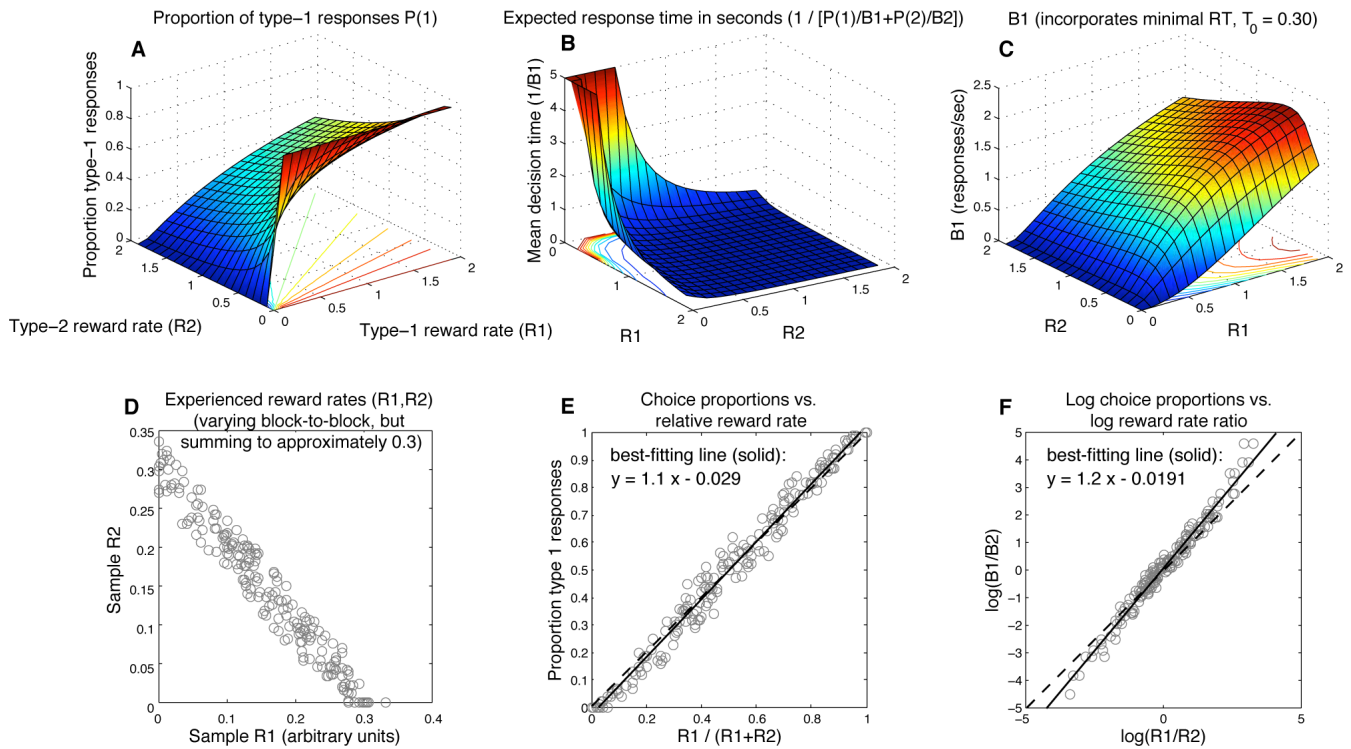 Proportion of type−1 responses P(1)
A
Proportion type−1 responses
1
0.8
0.6
0.4
0.2
0
2
1.5
1
0.5
0
Type−2 reward rate (R2)
0
0.5
1
1.5
2
Type−1 reward rate (R1)
Expected response time in seconds (1 / [P(1)/B1+P(2)/B2])
B
Mean decision time (1/B1)
5
4
3
2
1
0
0
1
2
R1
0
0.5
1
1.5
2
R2
B1 (incorporates minimal RT, T0 = 0.30)
C
B1 (responses/sec)
2.5
2
1.5
1
0.5
0
2
1.5
1
0.5
0
R2
0
0.5
1
1.5
2
R1
D
Experienced reward rates (R1,R2)
(varying block−to−block, but
summing to approximately 0.3)
Sample R2
0.35
0.3
0.25
0.2
0.15
0.1
0.05
0
0
0.1
0.2
0.3
0.4
Sample R1 (arbitrary units)
E
Choice proportions vs.
relative reward rate
best−fitting line (solid):
y = 1.1 x - 0.029
Proportion type 1 responses
1
0.9
0.8
0.7
0.6
0.5
0.4
0.3
0.2
0.1
0
0
0.2
0.4
0.6
0.8
1
R1 / (R1+R2)
F
Log choice proportions vs.
log reward rate ratio
best−fitting line (solid):
y = 1.2 x - 0.0191
log(B1/B2)
5
4
3
2
1
0
−1
−2
−3
−4
−5
−5
0
5
log(R1/R2)